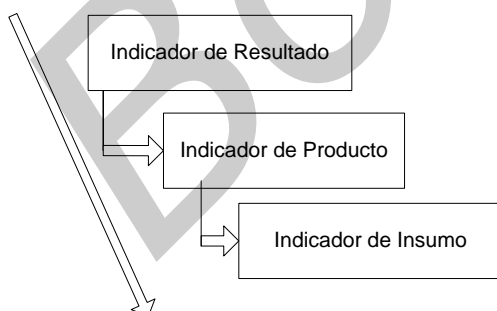 Indicador de Resultado
Indicador de Producto
Indicador de Insumo